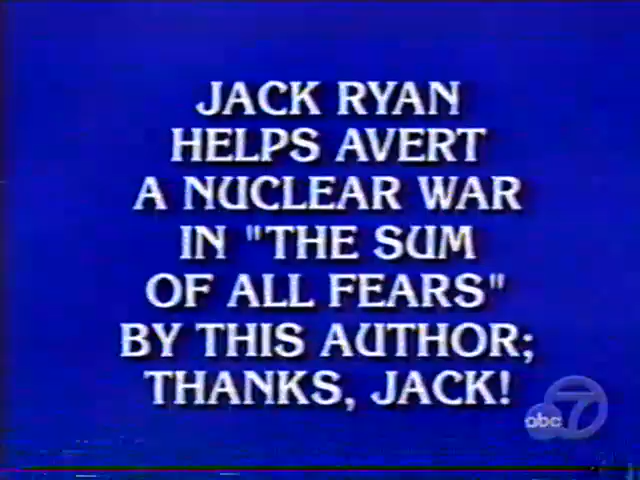 JACK RYAN
HELPS AVERT
A NUCLEAR WAR
IN "THE SUM
OF ALL FEARS"
BY THIS AUTHOR;
THANKS, JACK!
abc 7